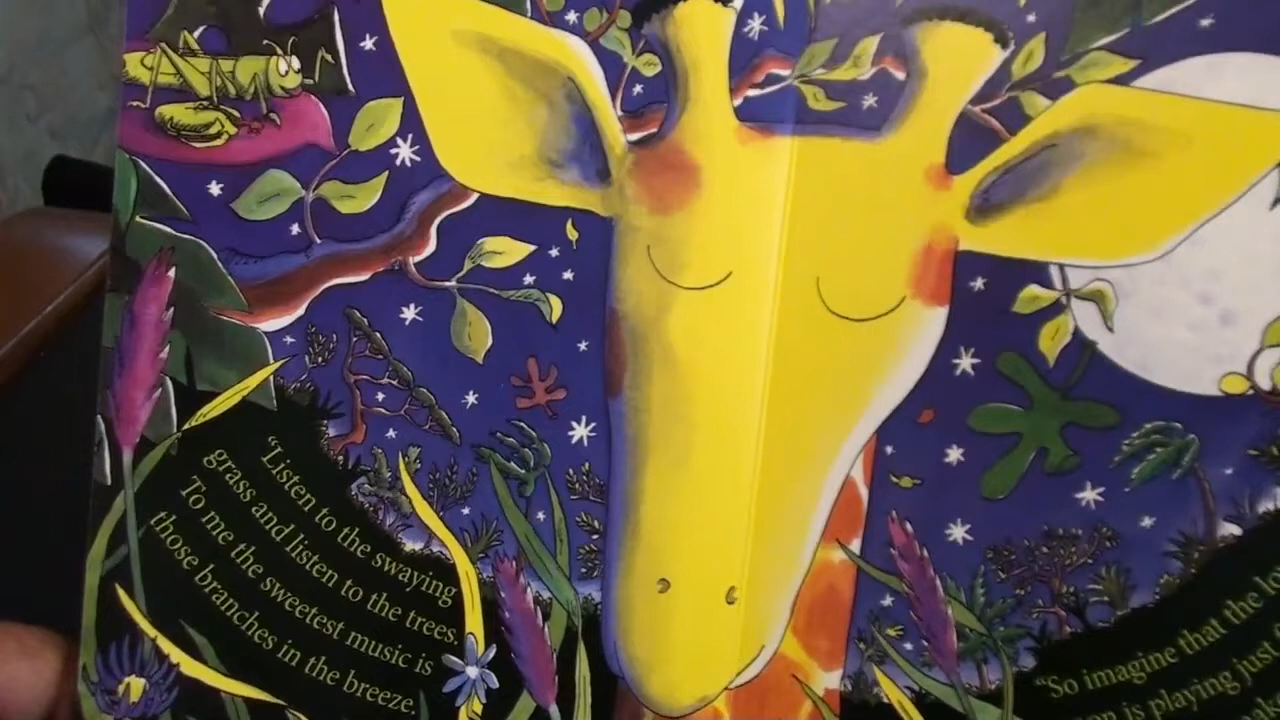 “Listen to the swaying
grass and listen to the trees.
To me the sweetest music is
those branches in the breeze.
“So imagine that the
is playing just